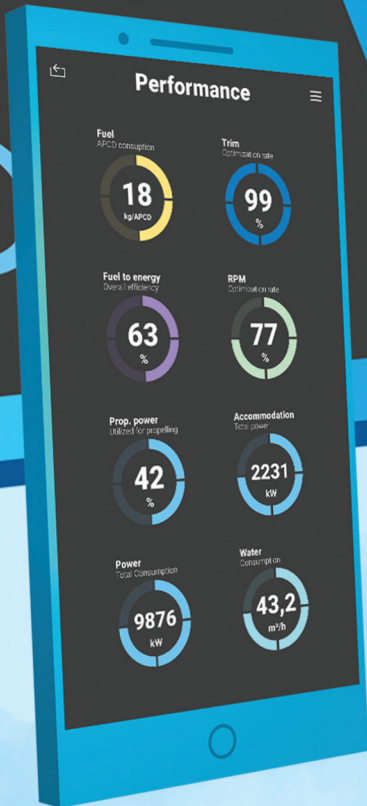 Performance
Fuel
APCD consuption
18
kg/APCD
Trim
Optimization rate
99
%
Fuel to energy
Overall efficiency
63
%
RPM
Optimization rate
77
%
Prop. power
Utilized for propelling
42
%
Accommodation
Total power
2231
kW
Power
Total Consumption
9876
kW
Water
Consumption
43,2
m³/h